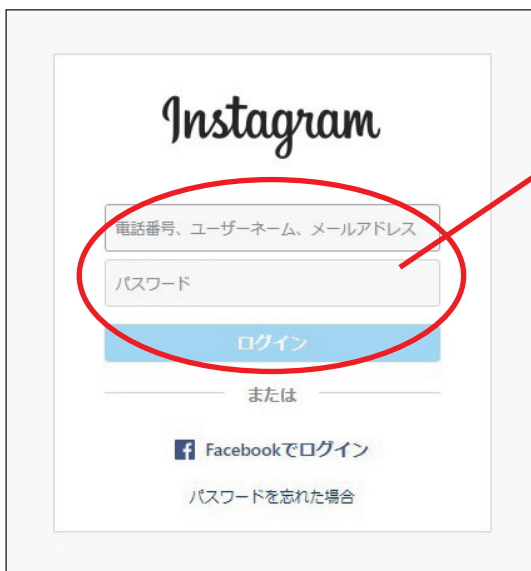 Instagram
電話番号、ユーザーネーム、メールアドレス
パスワード
ログイン
または
Facebookでログイン
パスワードを忘れた場合